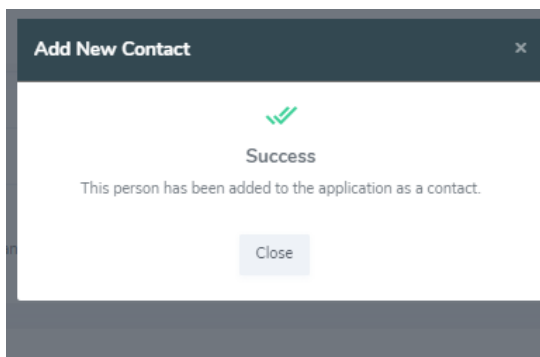 Add New Contact ×
Success
This person has been added to the application as a contact.
Close